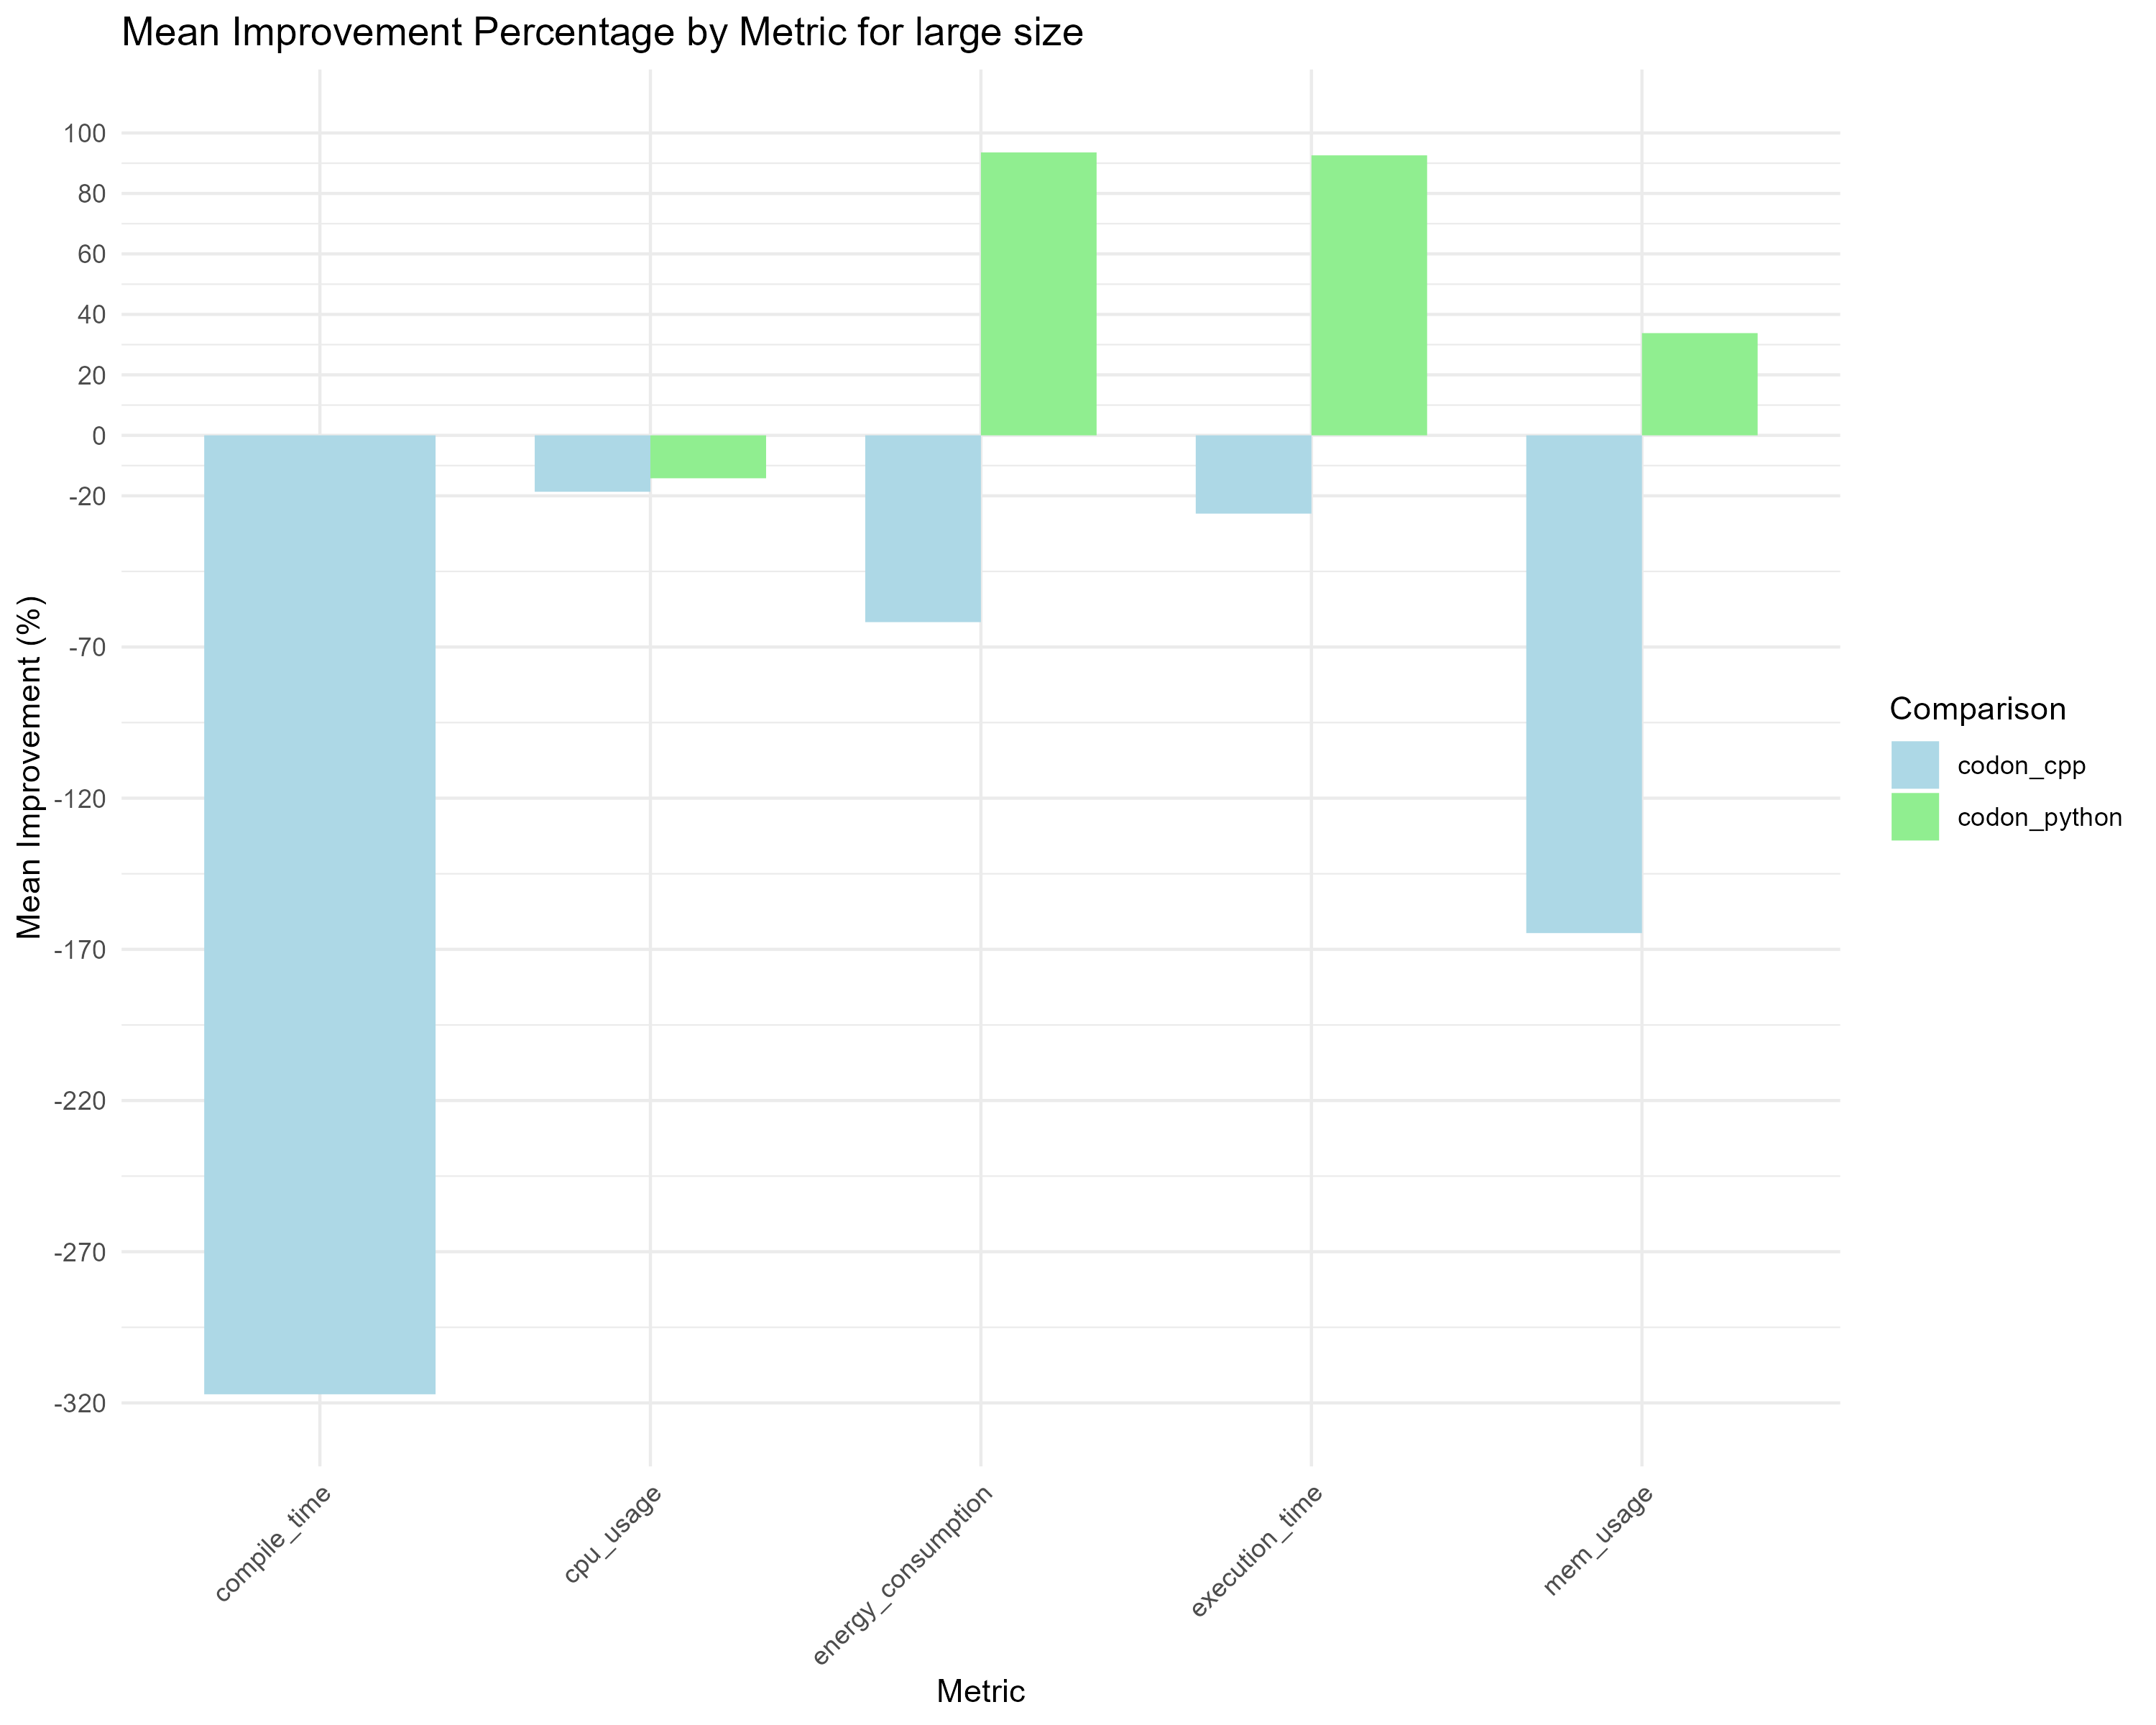 Mean Improvement Percentage by Metric for large size
100
80
60
40
20
0
-20
-70
-120
-170
-220
-270
-320
Mean Improvement (%)
compile_time
cpu_usage
energy_consumption
execution_time
mem_usage
Metric
Comparison
codon_cpp
codon_python